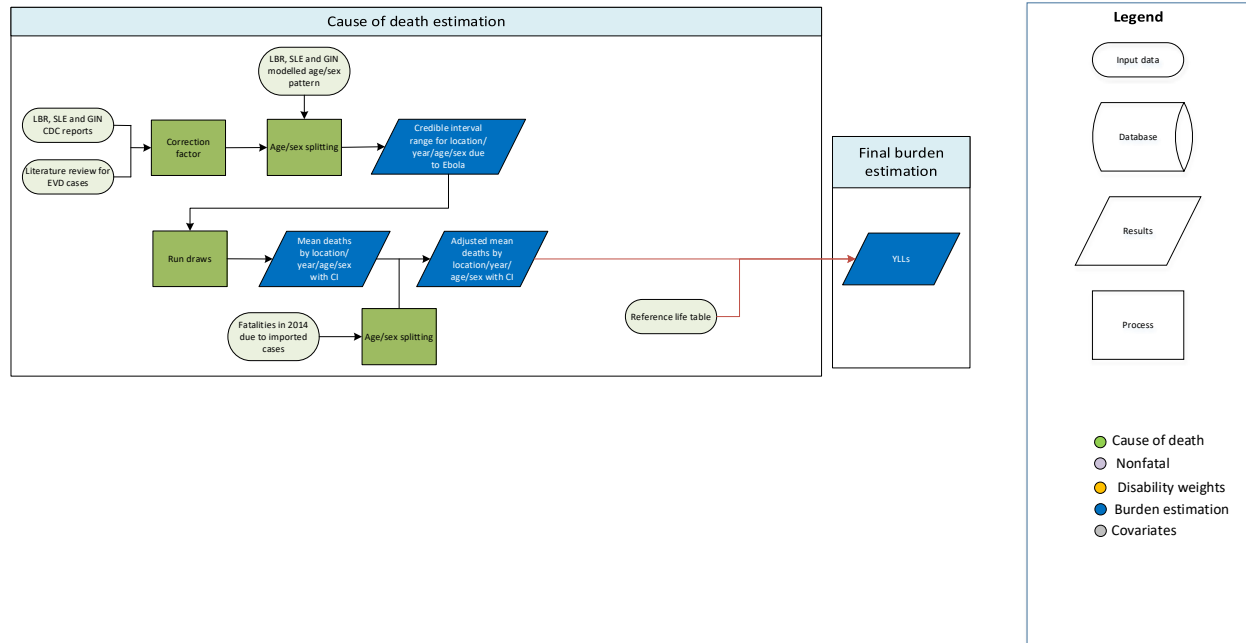 Cause of death estimation
LBR, SLE and GIN
modelled age/sex
pattern
LBR, SLE and GIN
CDC reports
Literature review for
EVD cases
Correction
factor
Age/sex splitting
Credible interval
range for location/
year/age/sex due
to Ebola
Run draws
Mean deaths
by location/
year/age/sex
with CI
Adjusted mean
deaths by
location/year/
age/sex with CI
Fatalities in 2014
due to imported
cases
Age/sex splitting
Reference life table
Final burden
estimation
YLLs
Legend
Input data
Database
Results
Process
Cause of death
Nonfatal
Disability weights
Burden estimation
Covariates